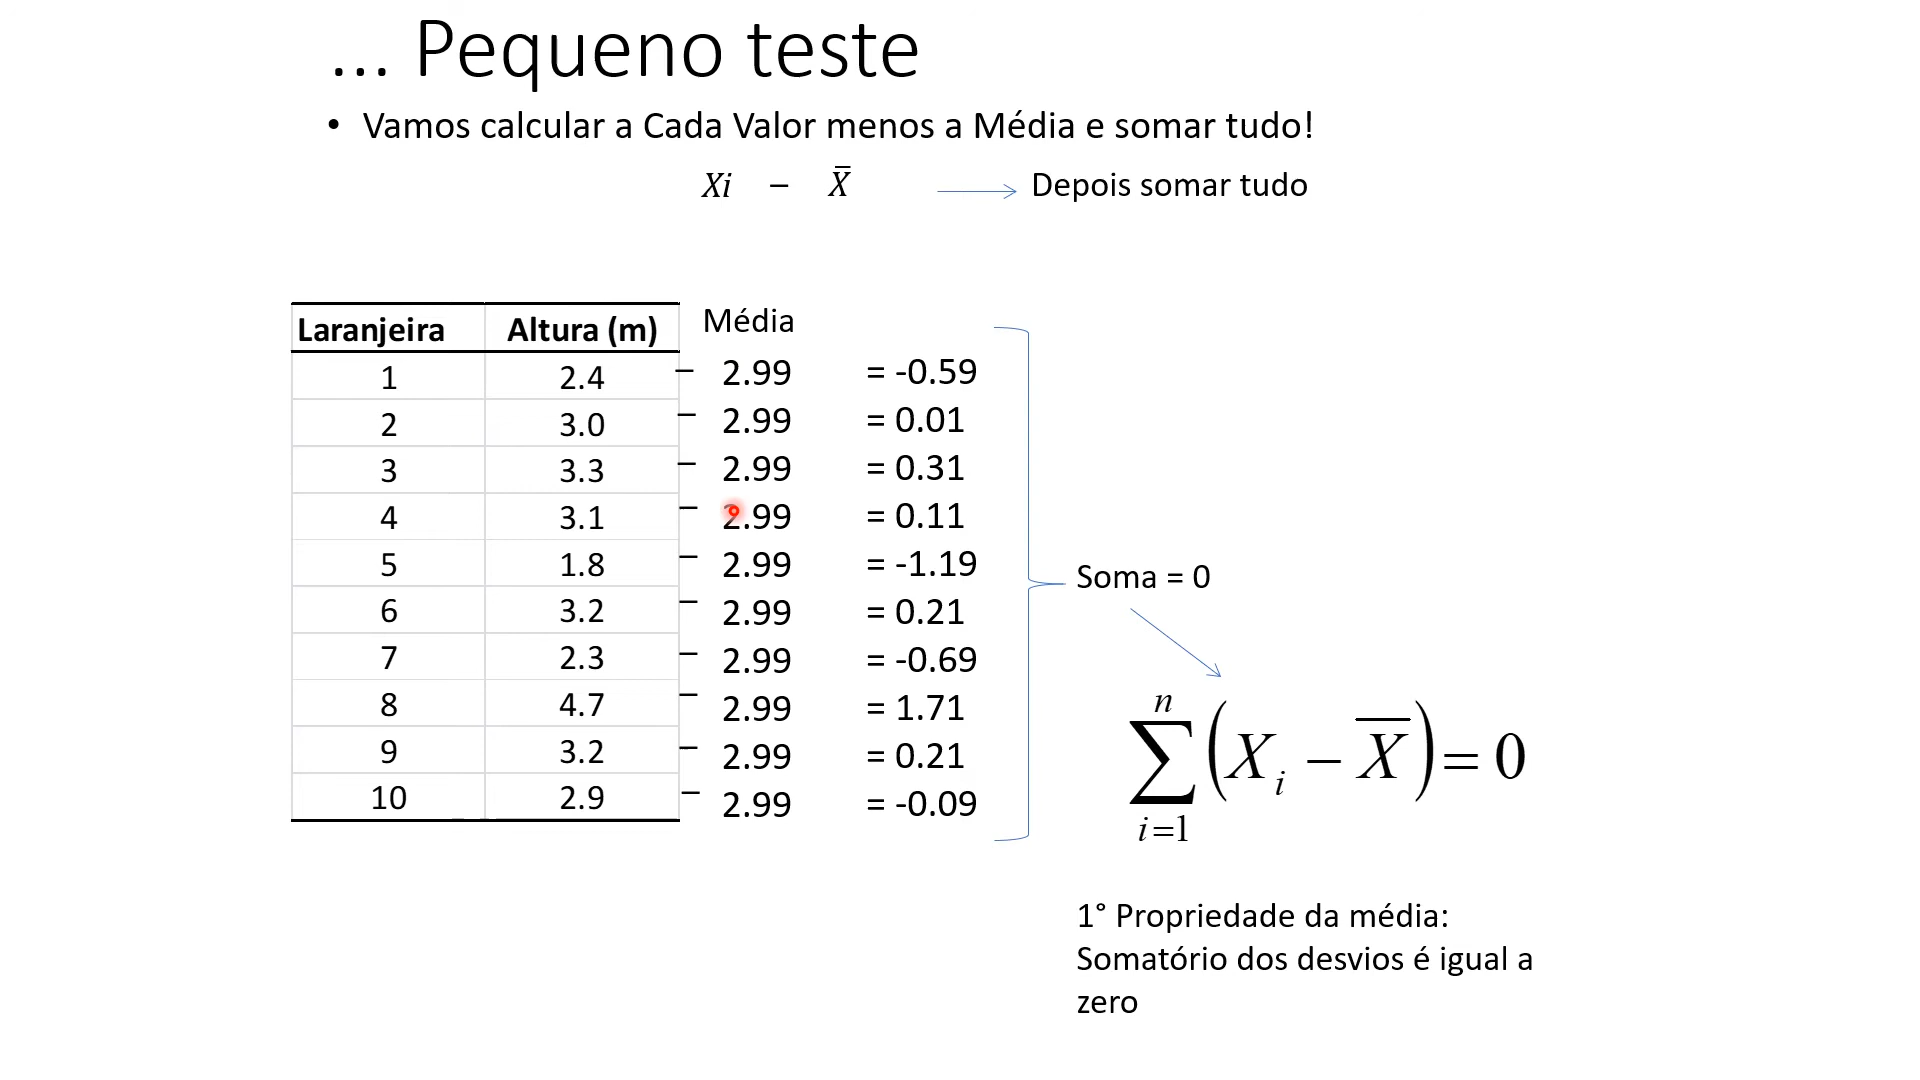 ... Pequeno teste
• Vamos calcular a Cada Valor menos a Média e somar tudo!
Xi – X̅ Depois somar tudo
Laranjeira Altura (m) Média
1 2.4 – 2.99 = -0.59
2 3.0 – 2.99 = 0.01
3 3.3 – 2.99 = 0.31
4 3.1 – 2.99 = 0.11
5 1.8 – 2.99 = -1.19
6 3.2 – 2.99 = 0.21
7 2.3 – 2.99 = -0.69
8 4.7 – 2.99 = 1.71
9 3.2 – 2.99 = 0.21
10 2.9 – 2.99 = -0.09
Soma = 0
n
∑ (Xi – X̅) = 0
i=1
1° Propriedade da média:
Somatório dos desvios é igual a
zero